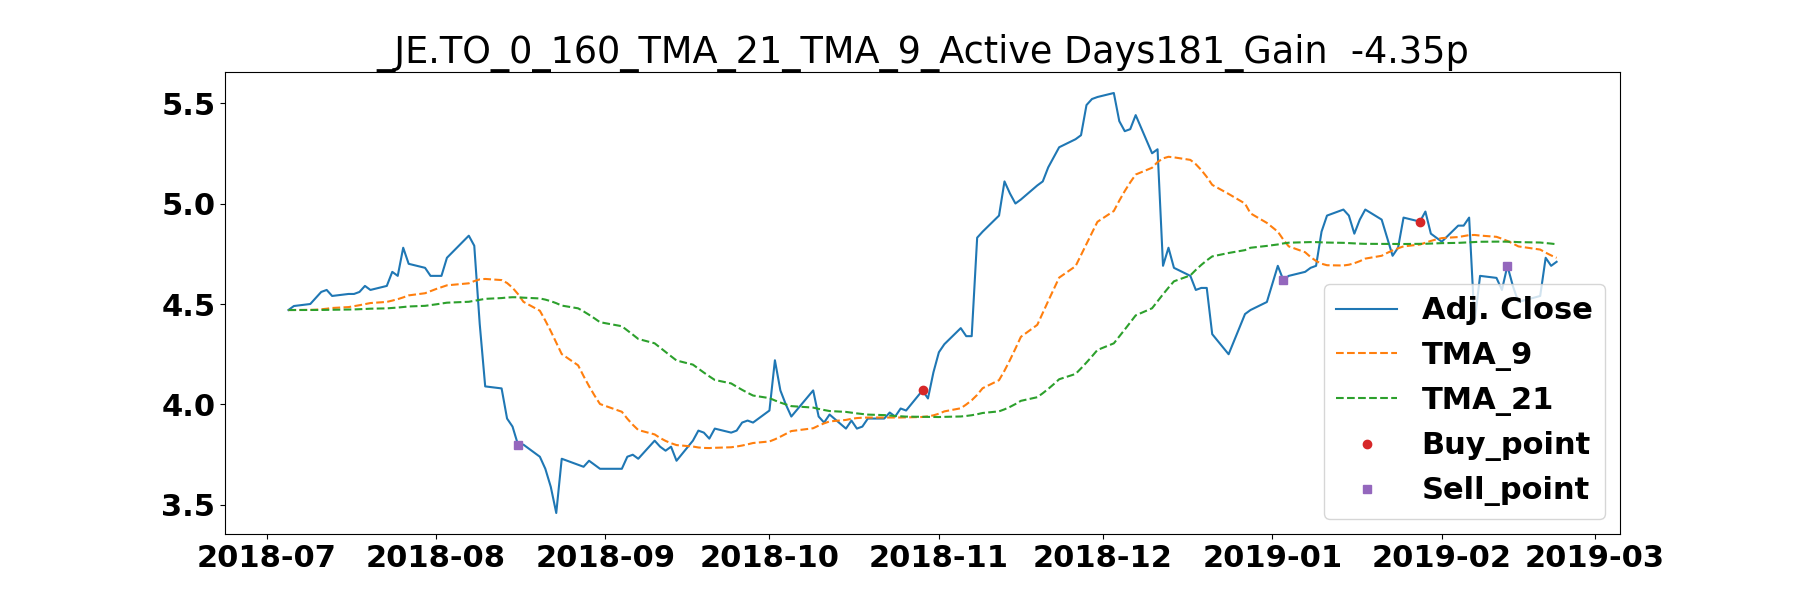 _JE.TO_0_160_TMA_21_TMA_9_Active Days181_Gain  -4.35p
5.5
5.0
4.5
4.0
3.5
Adj. Close
TMA_9
TMA_21
Buy_point
Sell_point
2018-07 2018-08 2018-09 2018-10 2018-11 2018-12 2019-01 2019-02 2019-03